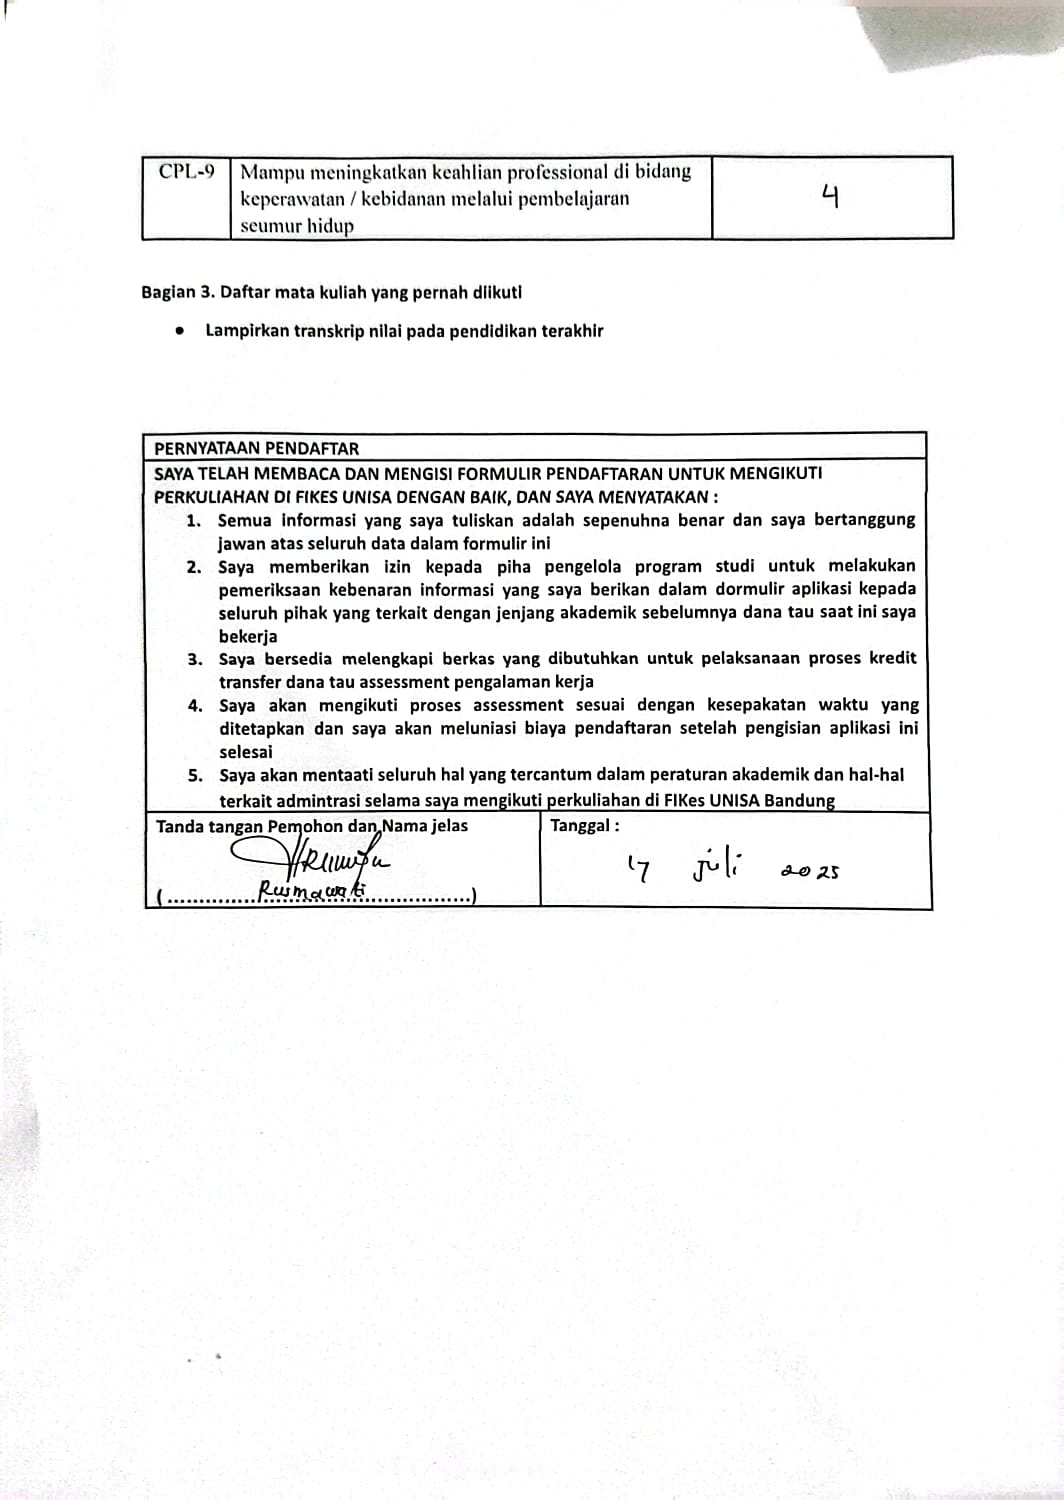 CPL-9 Mampu meningkatkan keahlian professional di bidang
keperawatan / kebidanan melalui pembelajaran
seumur hidup
4
Bagian 3. Daftar mata kuliah yang pernah diikuti
• Lampirkan transkrip nilai pada pendidikan terakhir
PERNYATAAN PENDAFTAR
SAYA TELAH MEMBACA DAN MENGISI FORMULIR PENDAFTARAN UNTUK MENGIKUTI
PERKULIAHAN DI FIKES UNISA DENGAN BAIK, DAN SAYA MENYATAKAN :
1. Semua informasi yang saya tuliskan adalah sepenuhna benar dan saya bertanggung
jawan atas seluruh data dalam formulir ini
2. Saya memberikan izin kepada piha pengelola program studi untuk melakukan
pemeriksaan kebenaran informasi yang saya berikan dalam dormulir aplikasi kepada
seluruh pihak yang terkait dengan jenjang akademik sebelumnya dana tau saat ini saya
bekerja
3. Saya bersedia melengkapi berkas yang dibutuhkan untuk pelaksanaan proses kredit
transfer dana tau assessment pengalaman kerja
4. Saya akan mengikuti proses assessment sesuai dengan kesepakatan waktu yang
ditetapkan dan saya akan meluniasi biaya pendaftaran setelah pengisian aplikasi ini
selesai
5. Saya akan mentaati seluruh hal yang tercantum dalam peraturan akademik dan hal-hal
terkait admintrasi selama saya mengikuti perkuliahan di FIKes UNISA Bandung
Tanda tangan Pemohon dan Nama jelas
(Rusmawati)
Tanggal :
17 juli 2025